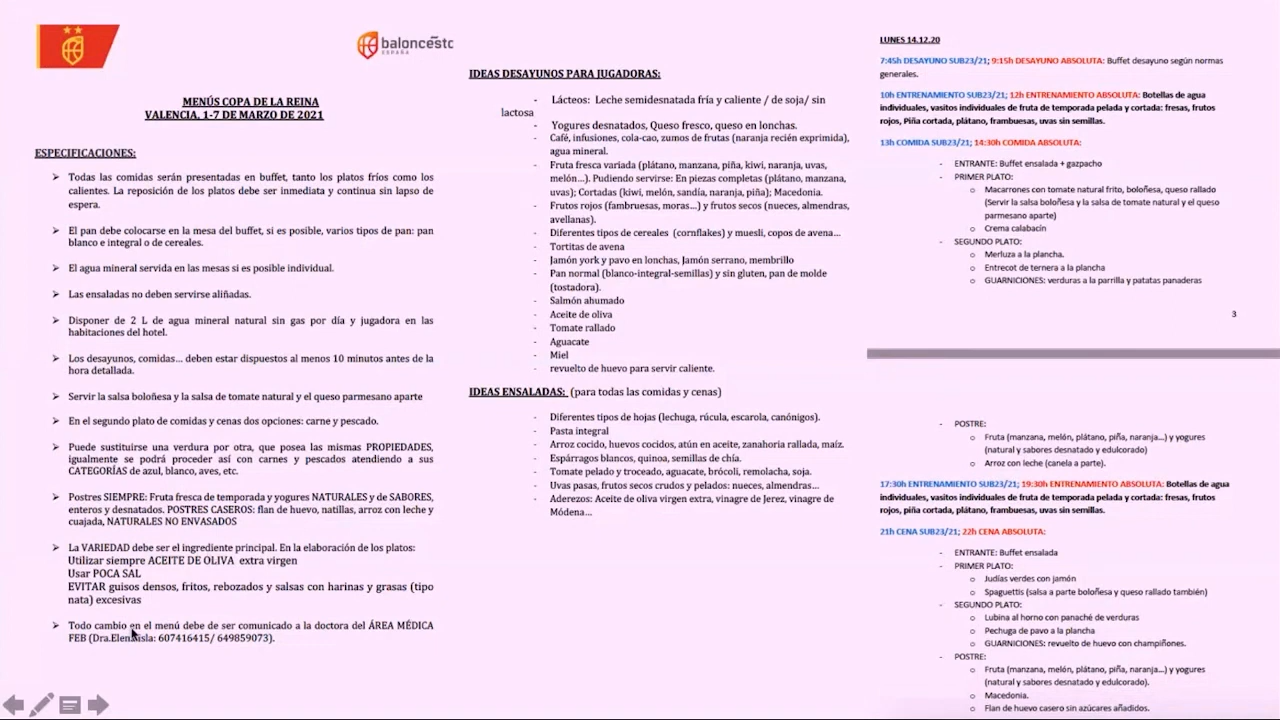 baloncesto
ESPAÑA
MENÚS COPA DE LA REINA
VALENCIA, 1-7 DE MARZO DE 2021
ESPECIFICACIONES:
Todas las comidas serán presentadas en buffet, tanto los platos fríos como los
calientes. La reposición de los platos debe ser inmediata y continua sin lapso de
espera.
El pan debe colocarse en la mesa del buffet, si es posible, varios tipos de pan: pan
blanco e integral o de cereales.
El agua mineral servida en las mesas si es posible individual.
Las ensaladas no deben servirse aliñadas.
Disponer de 2 L de agua mineral natural sin gas por día y jugadora en las
habitaciones del hotel.
Los desayunos, comidas... deben estar dispuestos al menos 10 minutos antes de la
hora detallada.
Servir la salsa boloñesa y la salsa de tomate natural y el queso parmesano aparte
En el segundo plato de comidas y cenas dos opciones: carne y pescado.
Puede sustituirse una verdura por otra, que posea las mismas PROPIEDADES,
igualmente se podrá proceder así con carnes y pescados atendiendo a sus
CATEGORÍAS de azul, blanco, aves, etc.
Postres SIEMPRE: Fruta fresca de temporada y yogures NATURALES y de SABORES,
enteros y desnatados. POSTRES CASEROS: flan de huevo, natillas, arroz con leche y
cuajada, NATURALES NO ENVASADOS
La VARIEDAD debe ser el ingrediente principal. En la elaboración de los platos:
Utilizar siempre ACEITE DE OLIVA extra virgen
Usar POCA SAL
EVITAR guisos densos, fritos, rebozados y salsas con harinas y grasas (tipo
nata) excesivas
Todo cambio en el menú debe de ser comunicado a la doctora del ÁREA MÉDICA
FEB (Dra. 607416415/ 649859073).
IDEAS DESAYUNOS PARA JUGADORAS:
- Lácteos: Leche semidesnatada fría y caliente / de soja/ sin
lactosa
- Yogures desnatados, Queso fresco, queso en lonchas.
- Café, infusiones, cola-cao, zumos de frutas (naranja recién exprimida),
agua mineral.
- Fruta fresca variada (plátano, manzana, piña, kiwi, naranja, uvas,
melón...). Pudiendo servirse: En piezas completas (plátano, manzana,
uvas); Cortadas (kiwi, melón, sandía, naranja, piña); Macedonia.
- Frutos rojos (fambruesas, moras...) y frutos secos (nueces, almendras,
avellanas).
- Diferentes tipos de cereales (cornflakes) y muesli, copos de avena...
- Tortitas de avena
- Jamón york y pavo en lonchas, Jamón serrano, membrillo
- Pan normal (blanco-integral-semillas) y sin gluten, pan de molde
(tostadora).
- Salmón ahumado
- Aceite de oliva
- Tomate rallado
- Aguacate
- Miel
- revuelto de huevo para servir caliente.
IDEAS ENSALADAS: (para todas las comidas y cenas)
- Diferentes tipos de hojas (lechuga, rúcula, escarola, canónigos).
- Pasta integral
- Arroz cocido, huevos cocidos, atún en aceite, zanahoria rallada, maíz.
- Espárragos blancos, quinoa, semillas de chía.
- Tomate pelado y troceado, aguacate, brócoli, remolacha, soja.
- Uvas pasas, frutos secos crudos y pelados: nueces, almendras...
- Aderezos: Aceite de oliva virgen extra, vinagre de Jerez, vinagre de
Módena...
LUNES 14.12.20
7:45h DESAYUNO SUB23/21; 9:15h DESAYUNO ABSOLUTA: Buffet desayuno según normas
generales.
10h ENTRENAMIENTO SUB23/21; 12h ENTRENAMIENTO ABSOLUTA: Botellas de agua
individuales, vasitos individuales de fruta de temporada pelada y cortada: fresas, frutos
rojos, Piña cortada, plátano, frambuesas, uvas sin semillas.
13h COMIDA SUB23/21; 14:30h COMIDA ABSOLUTA:
- ENTRANTE: Buffet ensalada + gazpacho
- PRIMER PLATO:
o Macarrones con tomate natural frito, boloñesa, queso rallado
(Servir la salsa boloñesa y la salsa de tomate natural y el queso
parmesano aparte)
o Crema calabacín
- SEGUNDO PLATO:
o Merluza a la plancha.
o Entrecot de ternera a la plancha
o GUARNICIONES: verduras a la parrilla y patatas panaderas
3
- POSTRE:
o Fruta (manzana, melón, plátano, piña, naranja...) y yogures
(natural y sabores desnatado y edulcorado)
o Arroz con leche (canela a parte).
17:30h ENTRENAMIENTO SUB23/21; 19:30h ENTRENAMIENTO ABSOLUTA: Botellas de agua
individuales, vasitos individuales de fruta de temporada pelada y cortada: fresas, frutos
rojos, piña cortada, plátano, frambuesas, uvas sin semillas.
21h CENA SUB23/21; 22h CENA ABSOLUTA:
- ENTRANTE: Buffet ensalada
- PRIMER PLATO:
o Judías verdes con jamón
o Spaguettis (salsa a parte boloñesa y queso rallado también)
- SEGUNDO PLATO:
o Lubina al horno con panaché de verduras
o Pechuga de pavo a la plancha
o GUARNICIONES: revuelto de huevo con champiñones.
- POSTRE:
o Fruta (manzana, melón, plátano, piña, naranja...) y yogures
(natural y sabores desnatado y edulcorado).
o Macedonia.
o Flan de huevo casero sin azúcares añadidos.